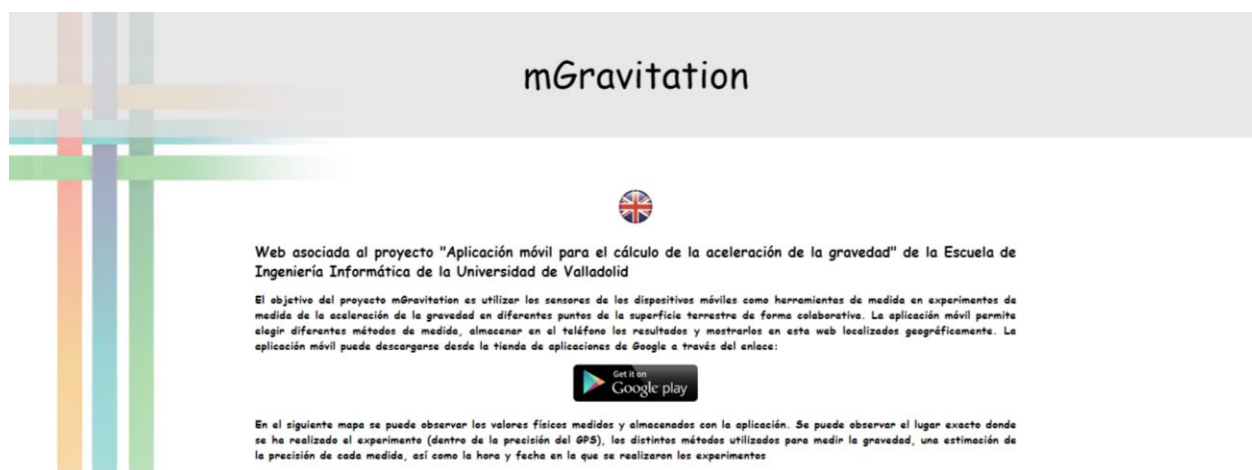 mGravitation
Web asociada al proyecto "Aplicación móvil para el cálculo de la aceleración de la gravedad" de la Escuela de
Ingeniería Informática de la Universidad de Valladolid
El objetivo del proyecto mGravitation es utilizar los sensores de los dispositivos móviles como herramientas de medida en experimentos de
medida de la aceleración de la gravedad en diferentes puntos de la superficie terrestre de forma colaborativa. La aplicación móvil permite
elegir diferentes métodos de medida, almacenar en el teléfono los resultados y mostrarlos en esta web localizados geográficamente. La
aplicación móvil puede descargarse desde la tienda de aplicaciones de Google a través del enlace:
Get it on
Google play
En el siguiente mapa se puede observar los valores físicos medidos y almacenados con la aplicación. Se puede observar el lugar exacto donde
se ha realizado el experimento (dentro de la precisión del GPS), los distintos métodos utilizados para medir la gravedad, una estimación de
la precisión de cada medida, así como la hora y fecha en la que se realizaron los experimentos